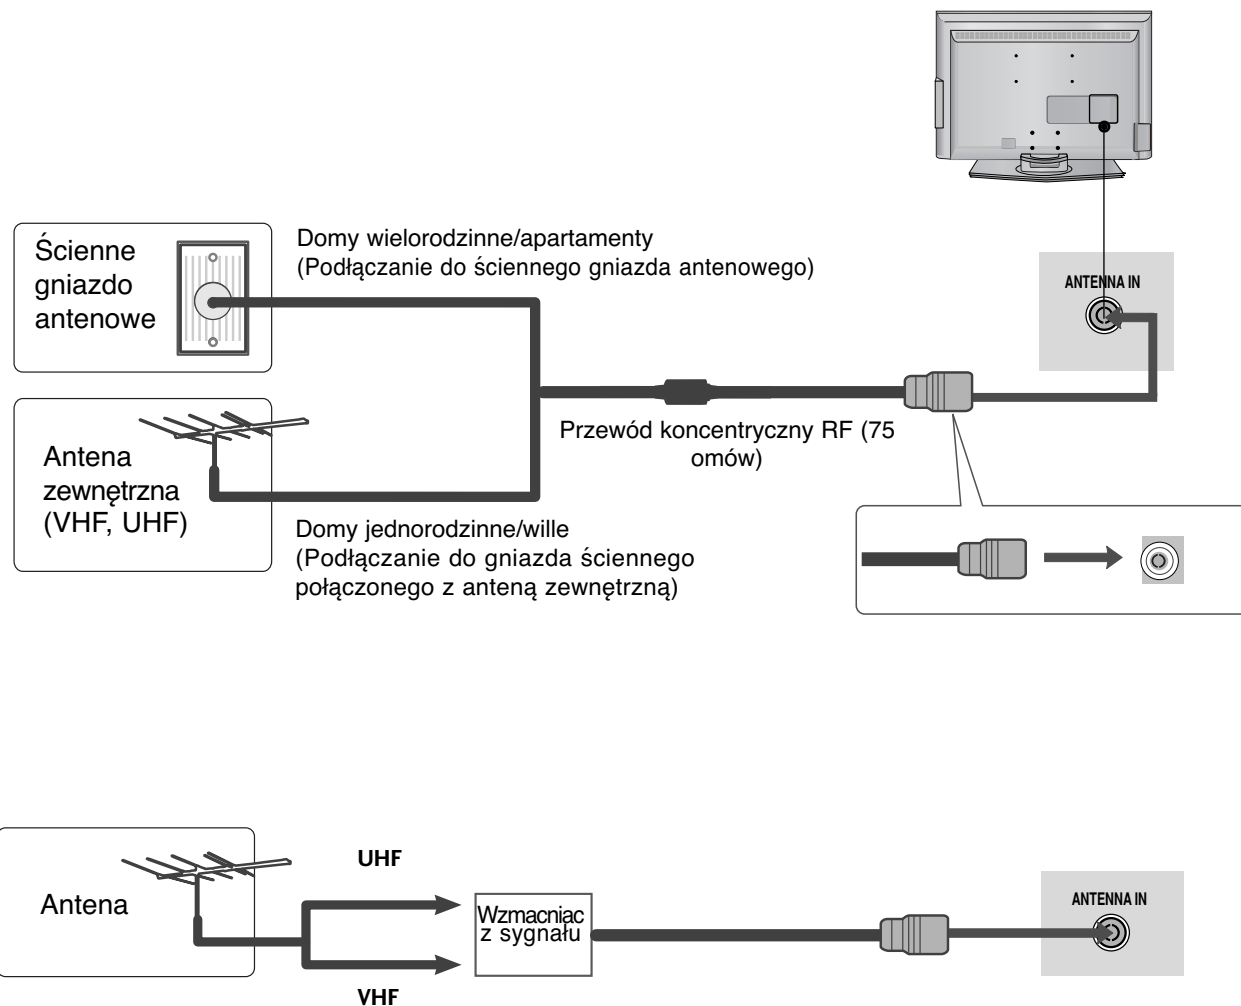 Ścienne
gniazdo
antenowe
Domy wielorodzinne/apartamenty
(Podłączanie do ściennego gniazda antenowego)
ANTENNA IN
Antena
zewnętrzna
(VHF, UHF)
Przewód koncentryczny RF (75
omów)
Domy jednorodzinne/wille
(Podłączanie do gniazda ściennego
połączonego z anteną zewnętrzną)
Antena
UHF
VHF
Wzmacniac
z sygnału
ANTENNA IN